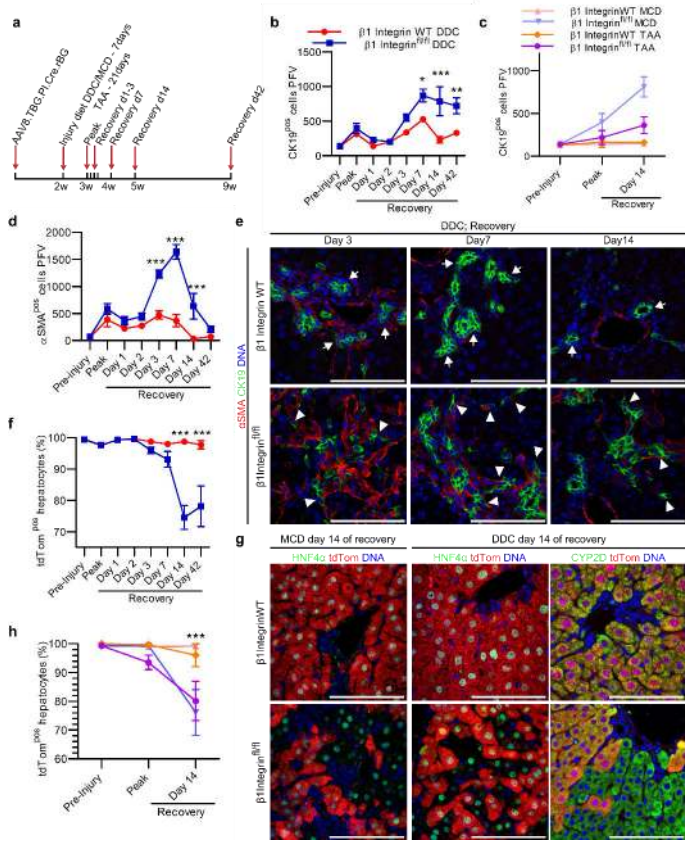 a
AAV8.TBG.PI.Cre.rBG
Injury diet DDC/MCD - 7days
TAA - 21days
Peak
Recovery d1-3
Recovery d7
Recovery d14
Recovery d42
2w 3w 4w 5w 9w
b
β1 Integrin WT DDC
β1 Integrinfl/fl DDC
CK19pos cells PFV
600
400
200
0
* *** **
Pre-injury Peak Day 1 Day 2 Day 3 Day 7 Day 14 Day 42
Recovery
c
β1 IntegrinWT MCD
β1 Integrinfl/fl MCD
β1 IntegrinWT TAA
β1 Integrinfl/fl TAA
CK19pos cells PFV
600
400
200
0
Pre-injury Peak Day 14
Recovery
d
αSMApos cells PFV
2000
1500
1000
500
0
*** *** ***
Pre-injury Peak Day 1 Day 2 Day 3 Day 7 Day 14 Day 42
Recovery
e
DDC; Recovery
Day 3 Day7 Day14
αSMA CK19 DNA
β1 Integrin WT
β1Integrinfl/fl
f
tdTompos hepatocytes (%)
100
90
80
70
*** ***
Pre-Injury Peak Day 1 Day 2 Day 3 Day 7 Day 14 Day 42
Recovery
g
MCD day 14 of recovery DDC day 14 of recovery
HNF4α tdTom DNA HNF4α tdTom DNA CYP2D tdTom DNA
β1IntegrinWT
β1Integrinfl/fl
h
tdTompos hepatocytes (%)
100
90
80
70
60
***
Pre-Injury Peak Day 14
Recovery